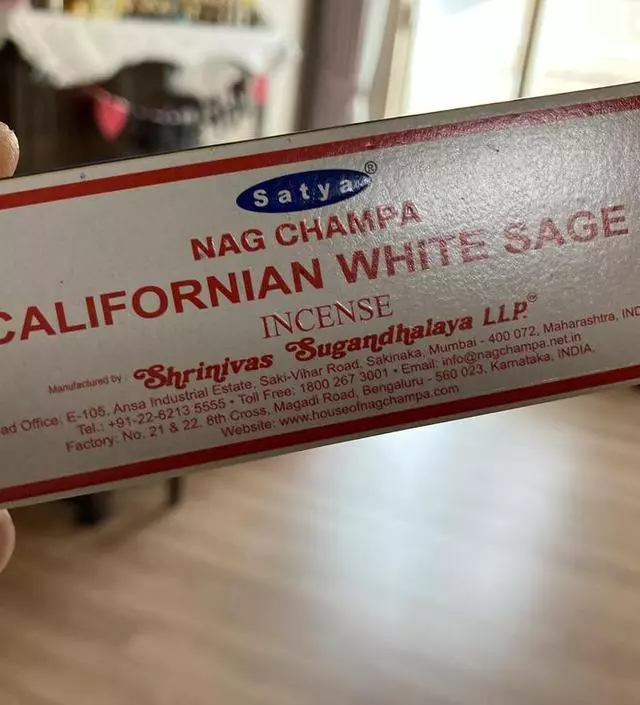 Satya®
NAG CHAMPA
CALIFORNIAN WHITE SAGE
INCENSE
Manufactured by : Shrinivas Sugandhalaya LLP.™
ad Office: E-105, Ansa Industrial Estate, Saki-Vihar Road, Sakinaka, Mumbai - 400 072, Maharashtra, IND
Tel.: +91-22-6213 5555 • Toll Free: 1800 267 3001 • Email: info@nagchampa.net.in
Factory: No. 21 & 22, 8th Cross, Magadi Road, Bengaluru - 560 023, Karnataka, INDIA.
Website: www.houseofnagchampa.com